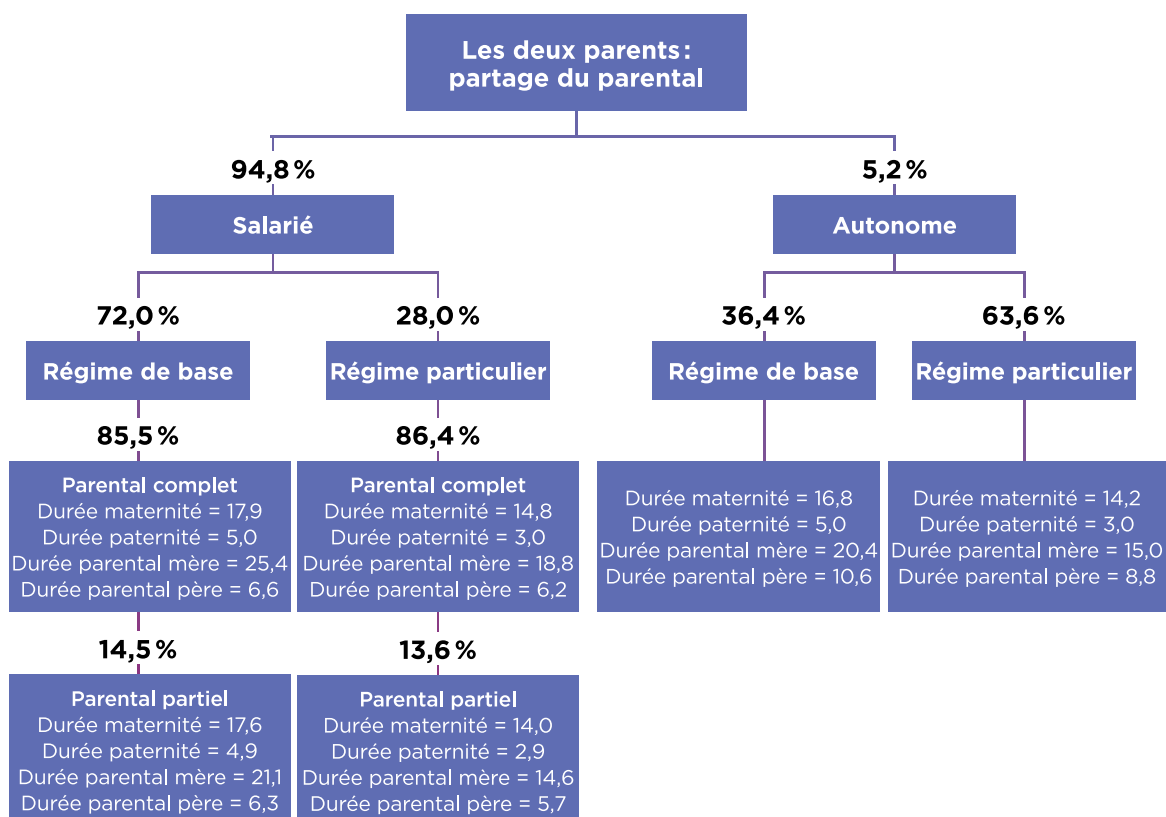 Les deux parents :
partage du parental
94,8 %
5,2 %
Salarié
Autonome
72,0 %
28,0 %
36,4 %
63,6 %
Régime de base
Régime particulier
Régime de base
Régime particulier
85,5 %
86,4 %
Parental complet
Durée maternité = 17,9
Durée paternité = 5,0
Durée parental mère = 25,4
Durée parental père = 6,6
Parental complet
Durée maternité = 14,8
Durée paternité = 3,0
Durée parental mère = 18,8
Durée parental père = 6,2
Durée maternité = 16,8
Durée paternité = 5,0
Durée parental mère = 20,4
Durée parental père = 10,6
Durée maternité = 14,2
Durée paternité = 3,0
Durée parental mère = 15,0
Durée parental père = 8,8
14,5 %
13,6 %
Parental partiel
Durée maternité = 17,6
Durée paternité = 4,9
Durée parental mère = 21,1
Durée parental père = 6,3
Parental partiel
Durée maternité = 14,0
Durée paternité = 2,9
Durée parental mère = 14,6
Durée parental père = 5,7